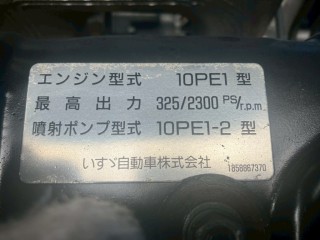 エンジン型式 10PE1 型
最高出力 325/2300 PS/r.p.m
噴射ポンプ型式 10PE1-2 型
いすゞ自動車株式会社 1858867370